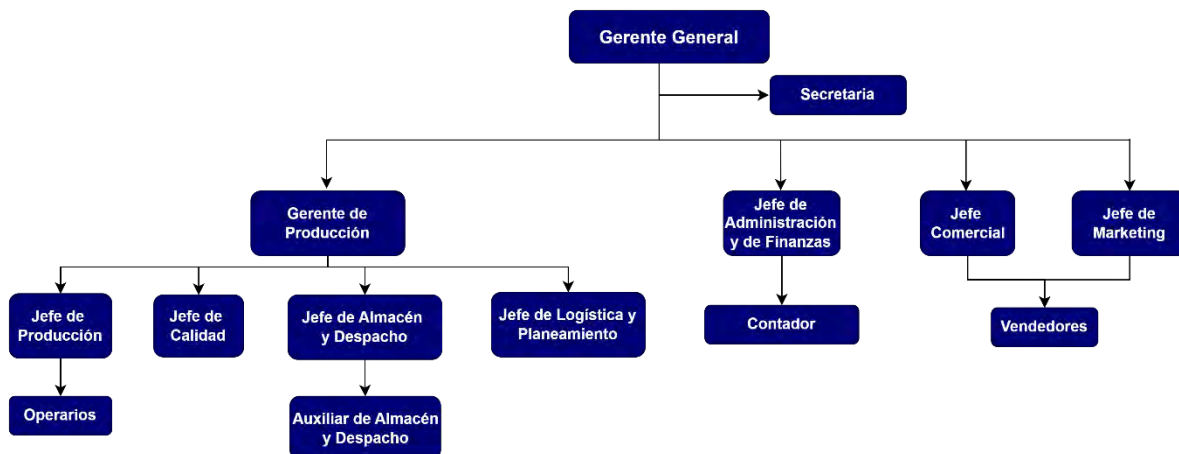 Gerente General
Secretaria
Gerente de
Producción
Jefe de
Administración
y de Finanzas
Jefe
Comercial
Jefe de
Marketing
Jefe de
Producción
Jefe de
Calidad
Jefe de Almacén
y Despacho
Jefe de Logística y
Planeamiento
Contador
Vendedores
Operarios
Auxiliar de Almacén
y Despacho